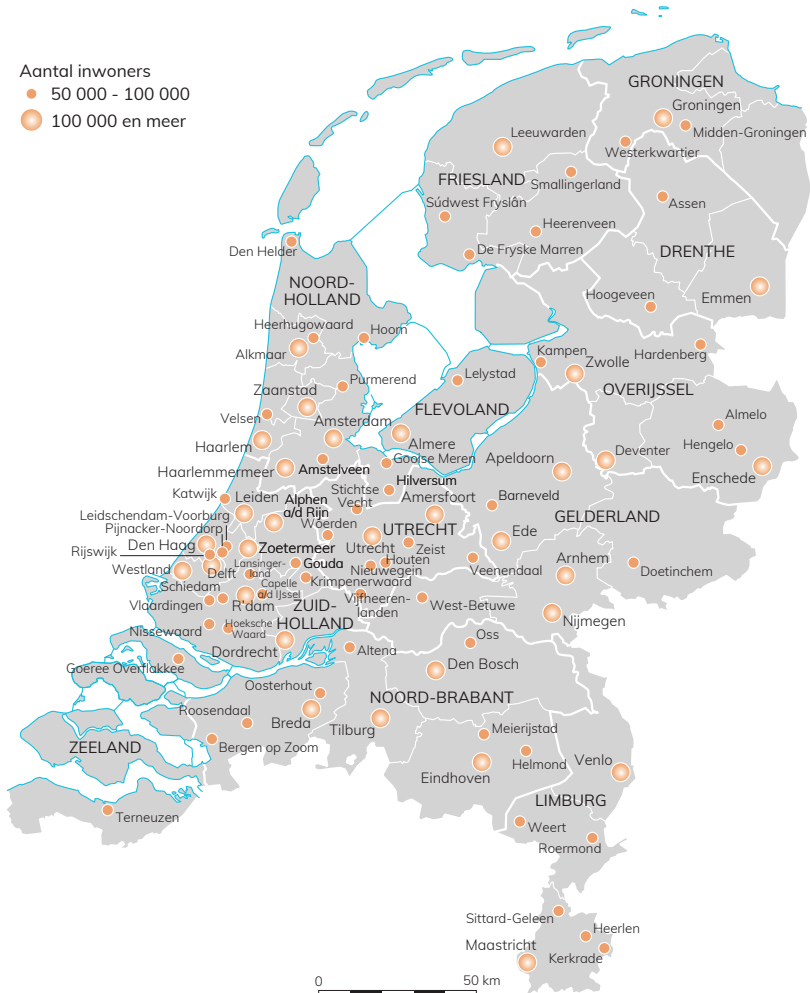 Aantal inwoners
50 000 - 100 000
100 000 en meer
GRONINGEN
Groningen
Midden-Groningen
Westerkwartier
Leeuwarden
FRIESLAND
Smallingerland
Súdwest Fryslân
Heerenveen
De Fryske Marren
Assen
DRENTHE
Emmen
Hoogeveen
Den Helder
NOORD-
HOLLAND
Heerhugowaard
Hoorn
Alkmaar
Purmerend
Zaanstad
Velsen
Amsterdam
Haarlem
Haarlemmermeer
Amstelveen
Lelystad
FLEVOLAND
Almere
Gooise Meren
Hilversum
Kampen
Zwolle
Hardenberg
OVERIJSSEL
Almelo
Hengelo
Deventer
Enschede
Apeldoorn
Barneveld
GELDERLAND
Ede
Arnhem
Doetinchem
Nijmegen
West-Betuwe
Stichtse
Vecht
Amersfoort
Woerden
UTRECHT
Utrecht
Zeist
Houten
Nieuwegein
Veenendaal
Vijfheeren-
landen
Katwijk
Leiden
Alphen
a/d Rijn
Leidschendam-Voorburg
Pijnacker-Noordorp
Den Haag
Rijswijk
Zoetermeer
Westland
Delft
Lansinger-
land
Gouda
Capelle
a/d IJssel
Krimpenerwaard
Schiedam
Vlaardingen
R'dam
ZUID-
HOLLAND
Nissewaard
Hoeksche
Waard
Dordrecht
Goeree Overflakkee
Altena
Oss
Den Bosch
Oosterhout
NOORD-BRABANT
Roosendaal
Breda
Tilburg
Bergen op Zoom
Meierijstad
Helmond
Eindhoven
ZEELAND
Terneuzen
Venlo
LIMBURG
Weert
Roermond
Sittard-Geleen
Heerlen
Maastricht
Kerkrade
0
50 km